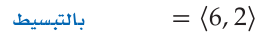 = ⟨6, 2⟩ بالتبسيط